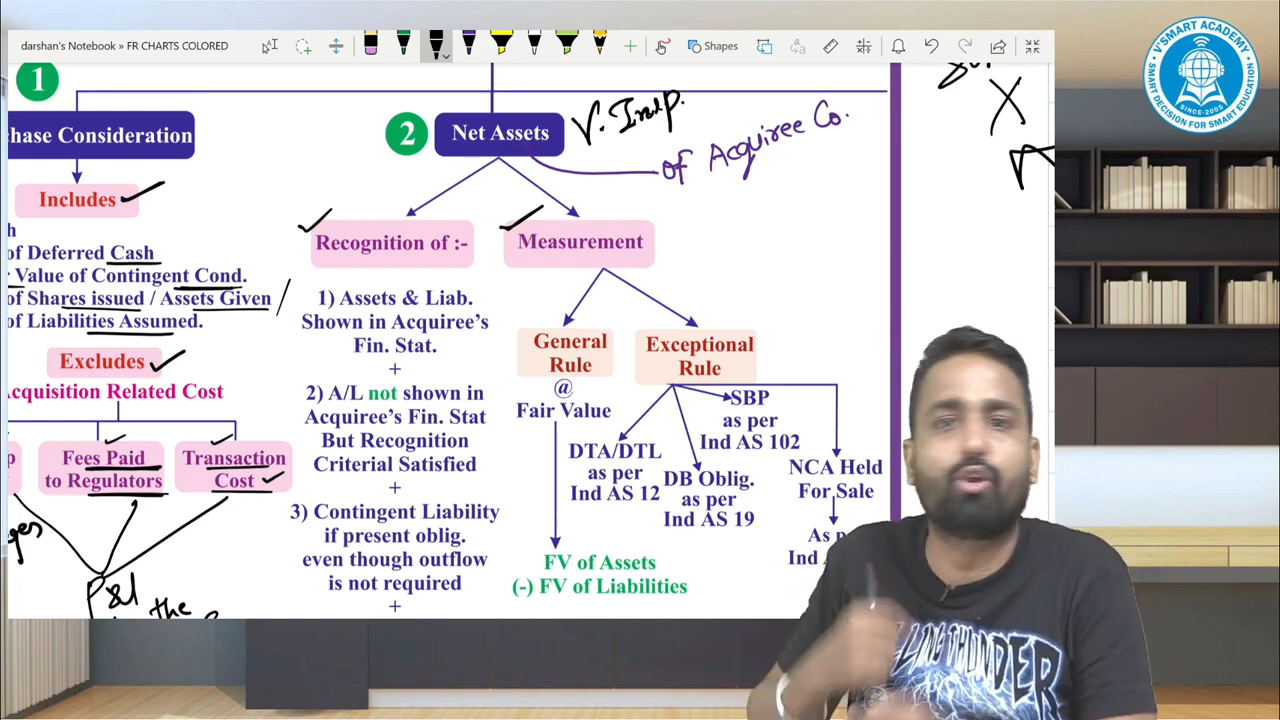 darshan's Notebook » FR CHARTS COLORED
Shapes
V'SMART ACADEMY
SMART DECISION FOR SMART EDUCATION
SINCE-2009
1
chase Consideration
Includes
h
of Deferred Cash
Value of Contingent Cond.
of Shares issued / Assets Given /
of Liabilities Assumed.
Excludes
Acquisition Related Cost
p
Fees Paid
to Regulators
Transaction
Cost
P&L
the
2
Net Assets
V. Imp.
of Acquiree Co.
Recognition of :-
1) Assets & Liab.
Shown in Acquiree's
Fin. Stat.
+
2) A/L not shown in
Acquiree's Fin. Stat
But Recognition
Criterial Satisfied
+
3) Contingent Liability
if present oblig.
even though outflow
is not required
+
Measurement
General
Rule
@
Fair Value
FV of Assets
(-) FV of Liabilities
Exceptional
Rule
DTA/DTL
as per
Ind AS 12
DB Oblig.
as per
Ind AS 19
SBP
as per
Ind AS 102
NCA Held
For Sale
As p
Ind
X